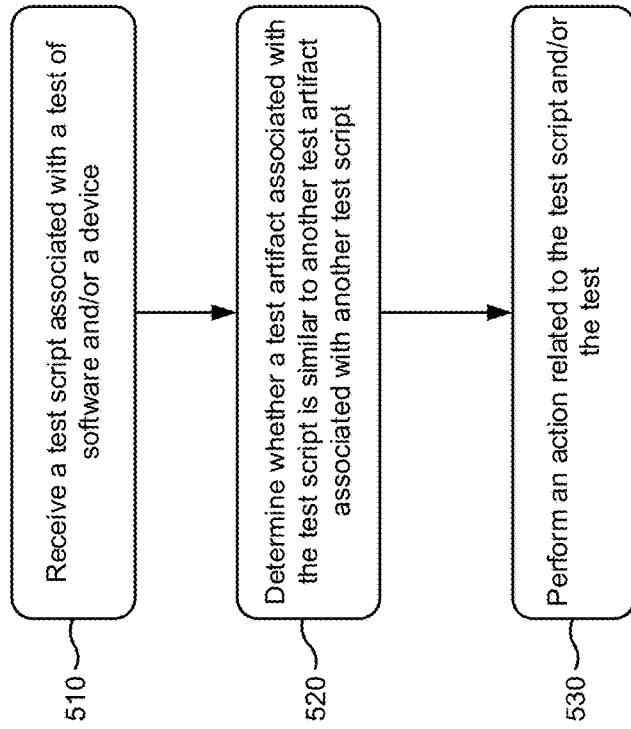 510
Receive a test script associated with a test of
software and/or a device
520
Determine whether a test artifact associated with
the test script is similar to another test artifact
associated with another test script
530
Perform an action related to the test script and/or
the test